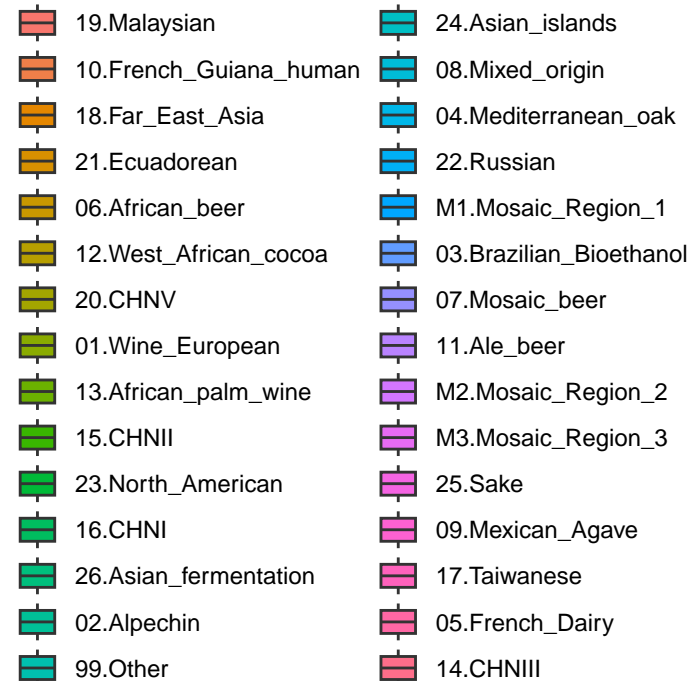 19.Malaysian
10.French_Guiana_human
18.Far_East_Asia
21.Ecuadorean
06.African_beer
12.West_African_cocoa
20.CHNV
01.Wine_European
13.African_palm_wine
15.CHNII
23.North_American
16.CHNI
26.Asian_fermentation
02.Alpechin
99.Other
24.Asian_islands
08.Mixed_origin
04.Mediterranean_oak
22.Russian
M1.Mosaic_Region_1
03.Brazilian_Bioethanol
07.Mosaic_beer
11.Ale_beer
M2.Mosaic_Region_2
M3.Mosaic_Region_3
25.Sake
09.Mexican_Agave
17.Taiwanese
05.French_Dairy
14.CHNIII